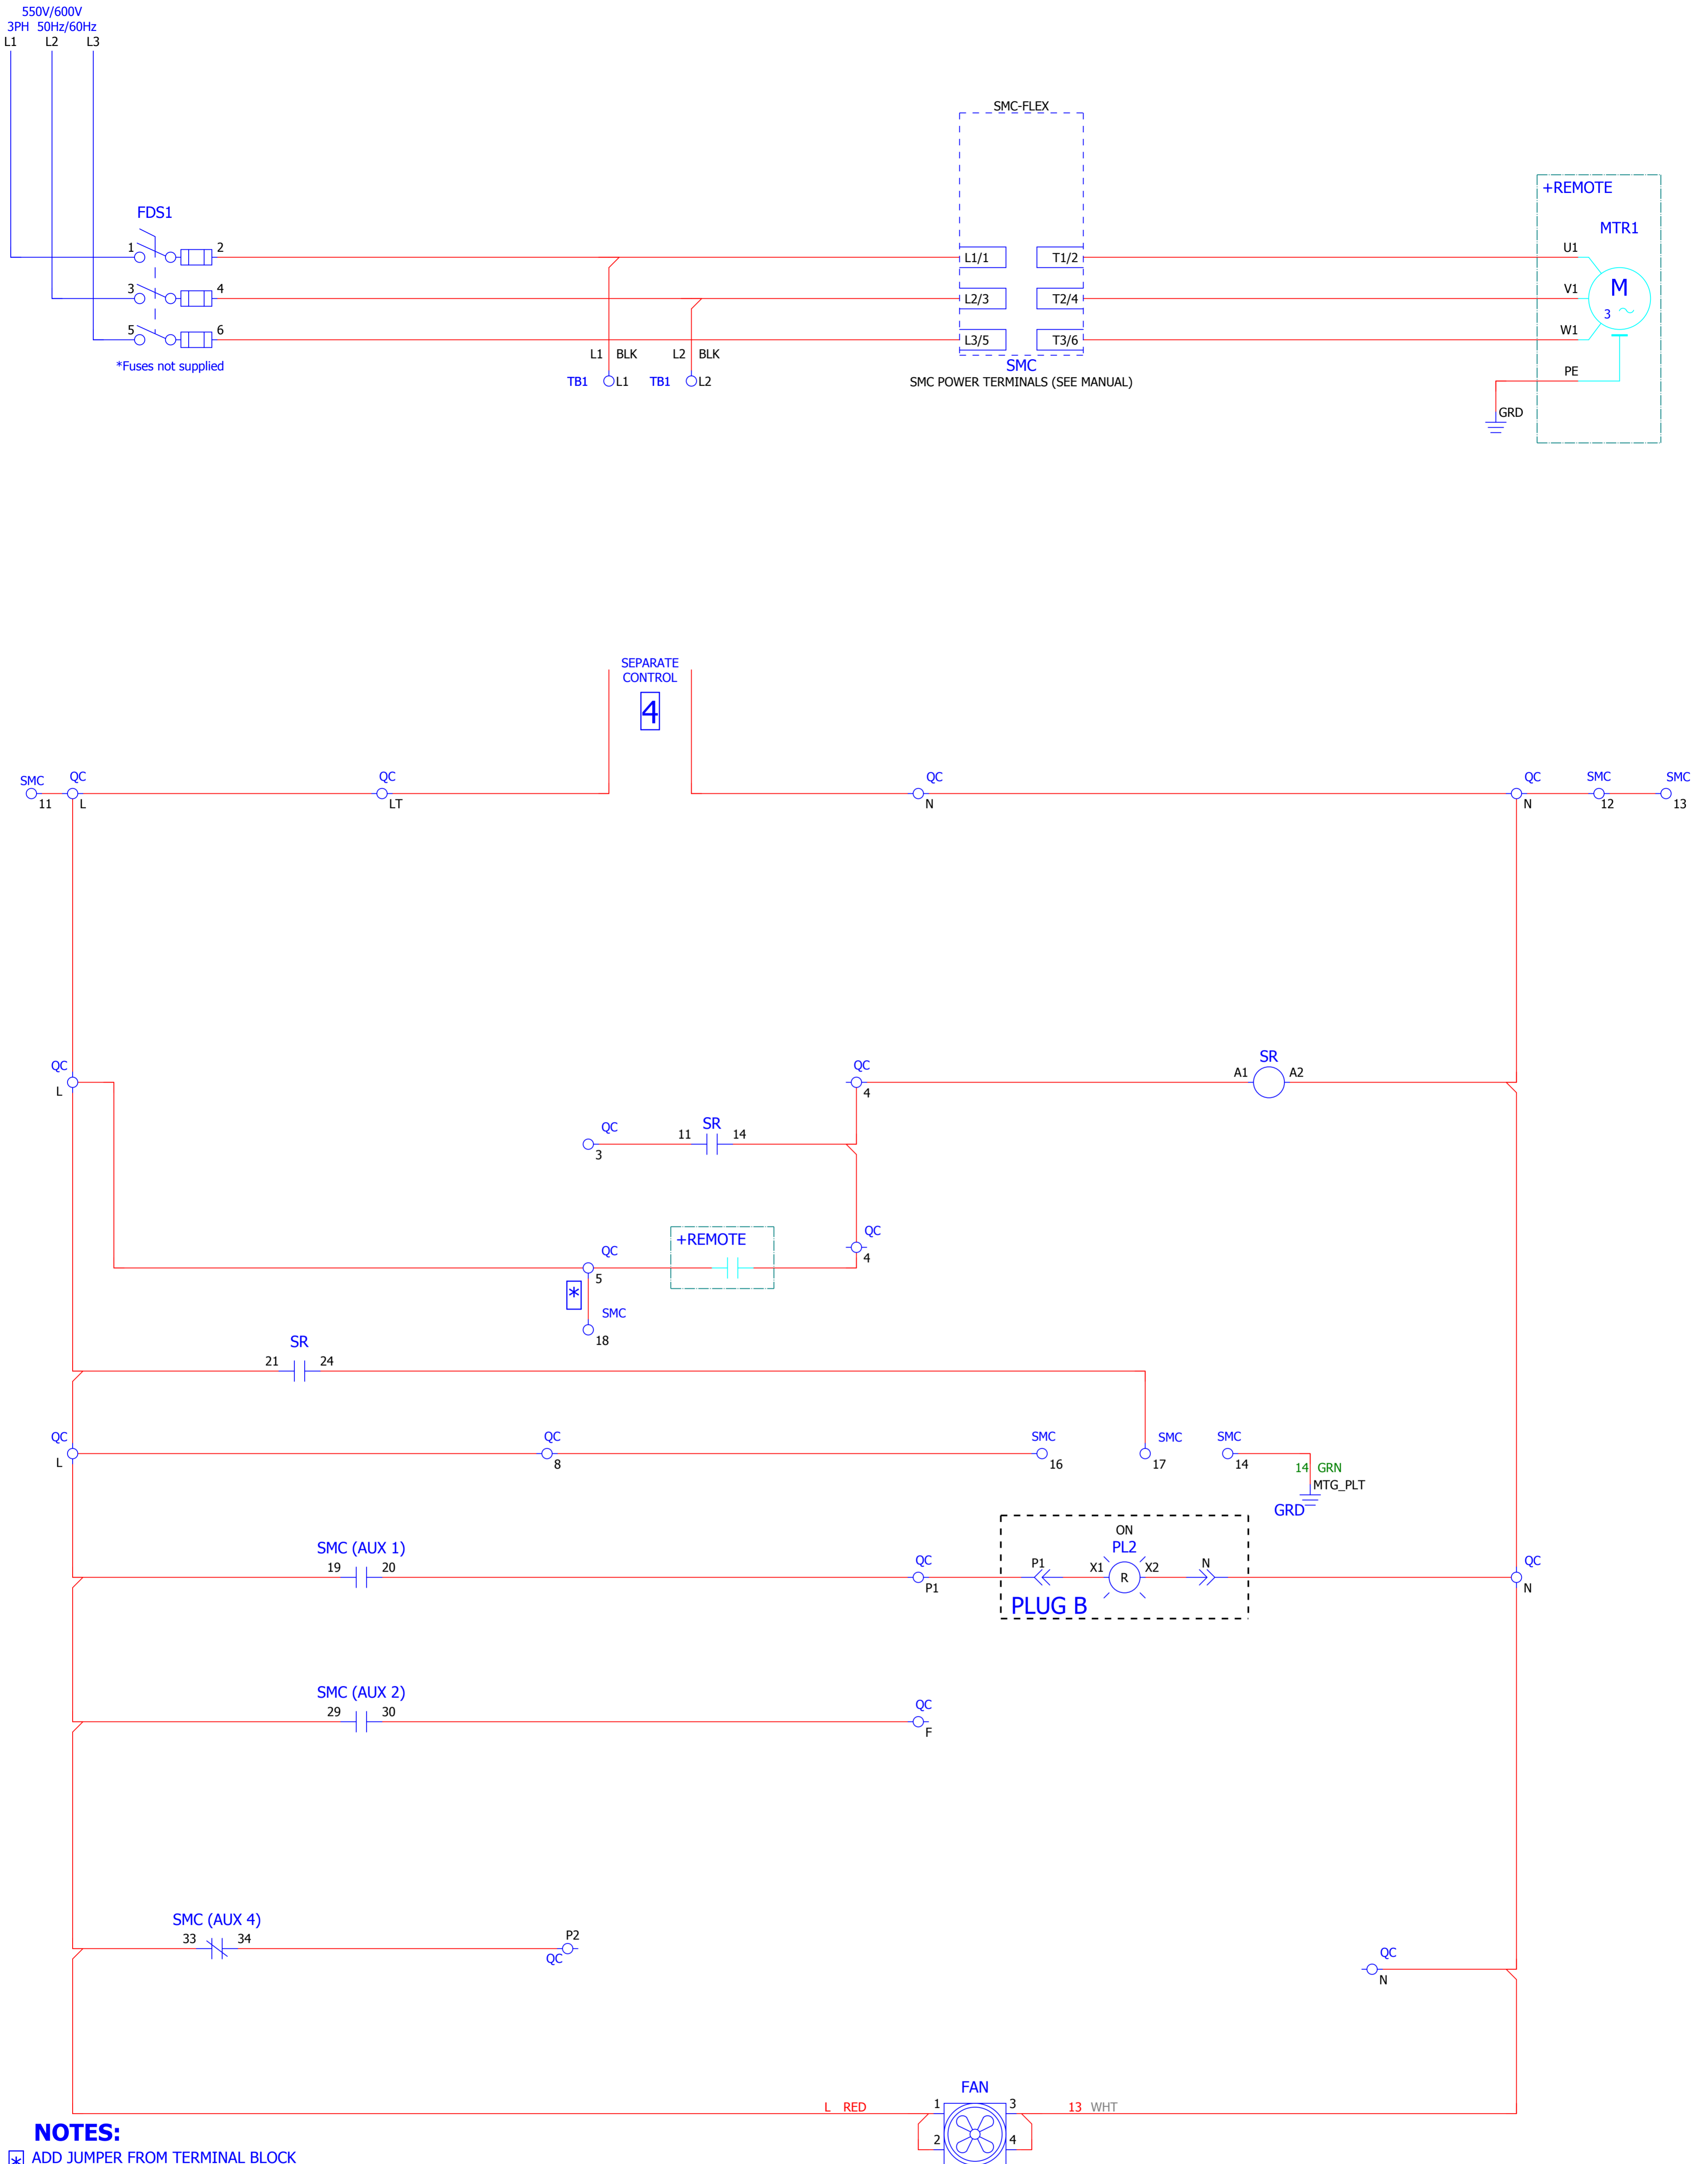 550V/600V
3PH 50Hz/60Hz
L1 L2 L3
SMC-FLEX
+REMOTE
FDS1
MTR1
1 2
L1/1 T1/2
U1
3 4
L2/3 T2/4
V1
M
3
5 6
L3/5 T3/6
W1
*Fuses not supplied
L1 BLK L2 BLK
SMC
PE
TB1 L1 TB1 L2
SMC POWER TERMINALS (SEE MANUAL)
GRD
SEPARATE
CONTROL
4
SMC QC QC QC QC SMC SMC
11 L LT N N 12 13
QC QC SR
L 4 A1 A2
QC SR
3 11 14
+REMOTE QC
QC 4
5
*
SMC
18
SR
21 24
QC QC SMC SMC SMC
L 8 16 17 14
14 GRN
MTG_PLT
GRD
ON
SMC (AUX 1) PL2
19 20 QC P1 X1 R X2 N QC
P1 N
PLUG B
SMC (AUX 2)
29 30 QC
F
SMC (AUX 4)
33 34 P2
QC
QC
N
FAN
L RED 1 3 13 WHT
2 4
NOTES:
* ADD JUMPER FROM TERMINAL BLOCK